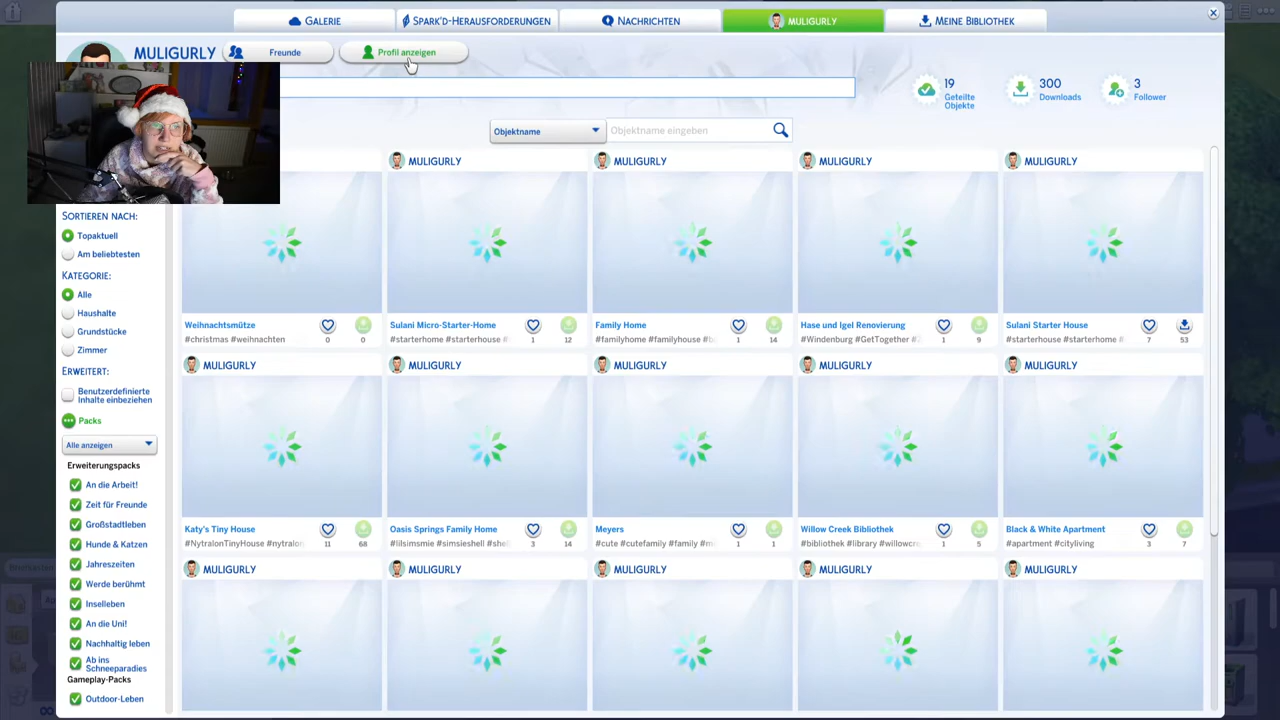 GALERIE
SPARK'D-HERAUSFORDERUNGEN
NACHRICHTEN
MULIGURLY
MEINE BIBLIOTHEK
MULIGURLY
Freunde
Profil anzeigen
19
Geteilte
Objekte
300
Downloads
3
Follower
Objektname
Objektname eingeben
SORTIEREN NACH:
Topaktuell
Am beliebtesten
KATEGORIE:
Alle
Haushalte
Grundstücke
Zimmer
ERWEITERT:
Benutzerdefinierte
Inhalte einbeziehen
Packs
Alle anzeigen
Erweiterungspacks
An die Arbeit!
Zeit für Freunde
Großstadtleben
Hunde & Katzen
Jahreszeiten
Werde berühmt
Inselleben
An die Uni!
Nachhaltig leben
Ab ins
Schneeparadies
Gameplay-Packs
Outdoor-Leben
MULIGURLY
MULIGURLY
MULIGURLY
MULIGURLY
Weihnachtsmütze
#christmas #weihnachten
0 0
Sulani Micro-Starter-Home
#starterhome #starterhouse #
1 12
Family Home
#familyhome #familyhouse #b
1 14
Hase und Igel Renovierung
#Windenburg #GetTogether #
1 9
Sulani Starter House
#starterhouse #starterhome #
7 53
MULIGURLY
MULIGURLY
MULIGURLY
MULIGURLY
MULIGURLY
Katy's Tiny House
#NytralonTinyHouse #nytralon
11 68
Oasis Springs Family Home
#lilsimsmie #simsieshell #she
3 14
Meyers
#cute #cutefamily #family #m
1 1
Willow Creek Bibliothek
#bibliothek #library #willowcr
1 5
Black & White Apartment
#apartment #cityliving
3 7
MULIGURLY
MULIGURLY
MULIGURLY
MULIGURLY
MULIGURLY